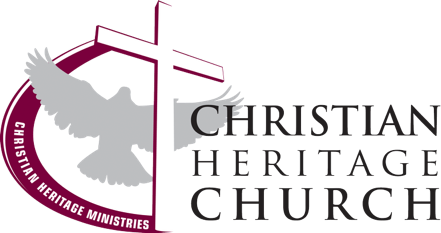 CHRISTIAN HERITAGE MINISTRIES
CHRISTIAN
HERITAGE
CHURCH